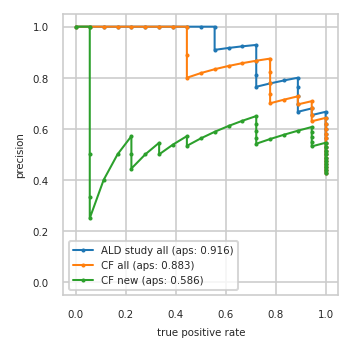 1.0
0.8
0.6
0.4
0.2
0.0
precision
ALD study all (aps: 0.916)
CF all (aps: 0.883)
CF new (aps: 0.586)
0.0 0.2 0.4 0.6 0.8 1.0
true positive rate